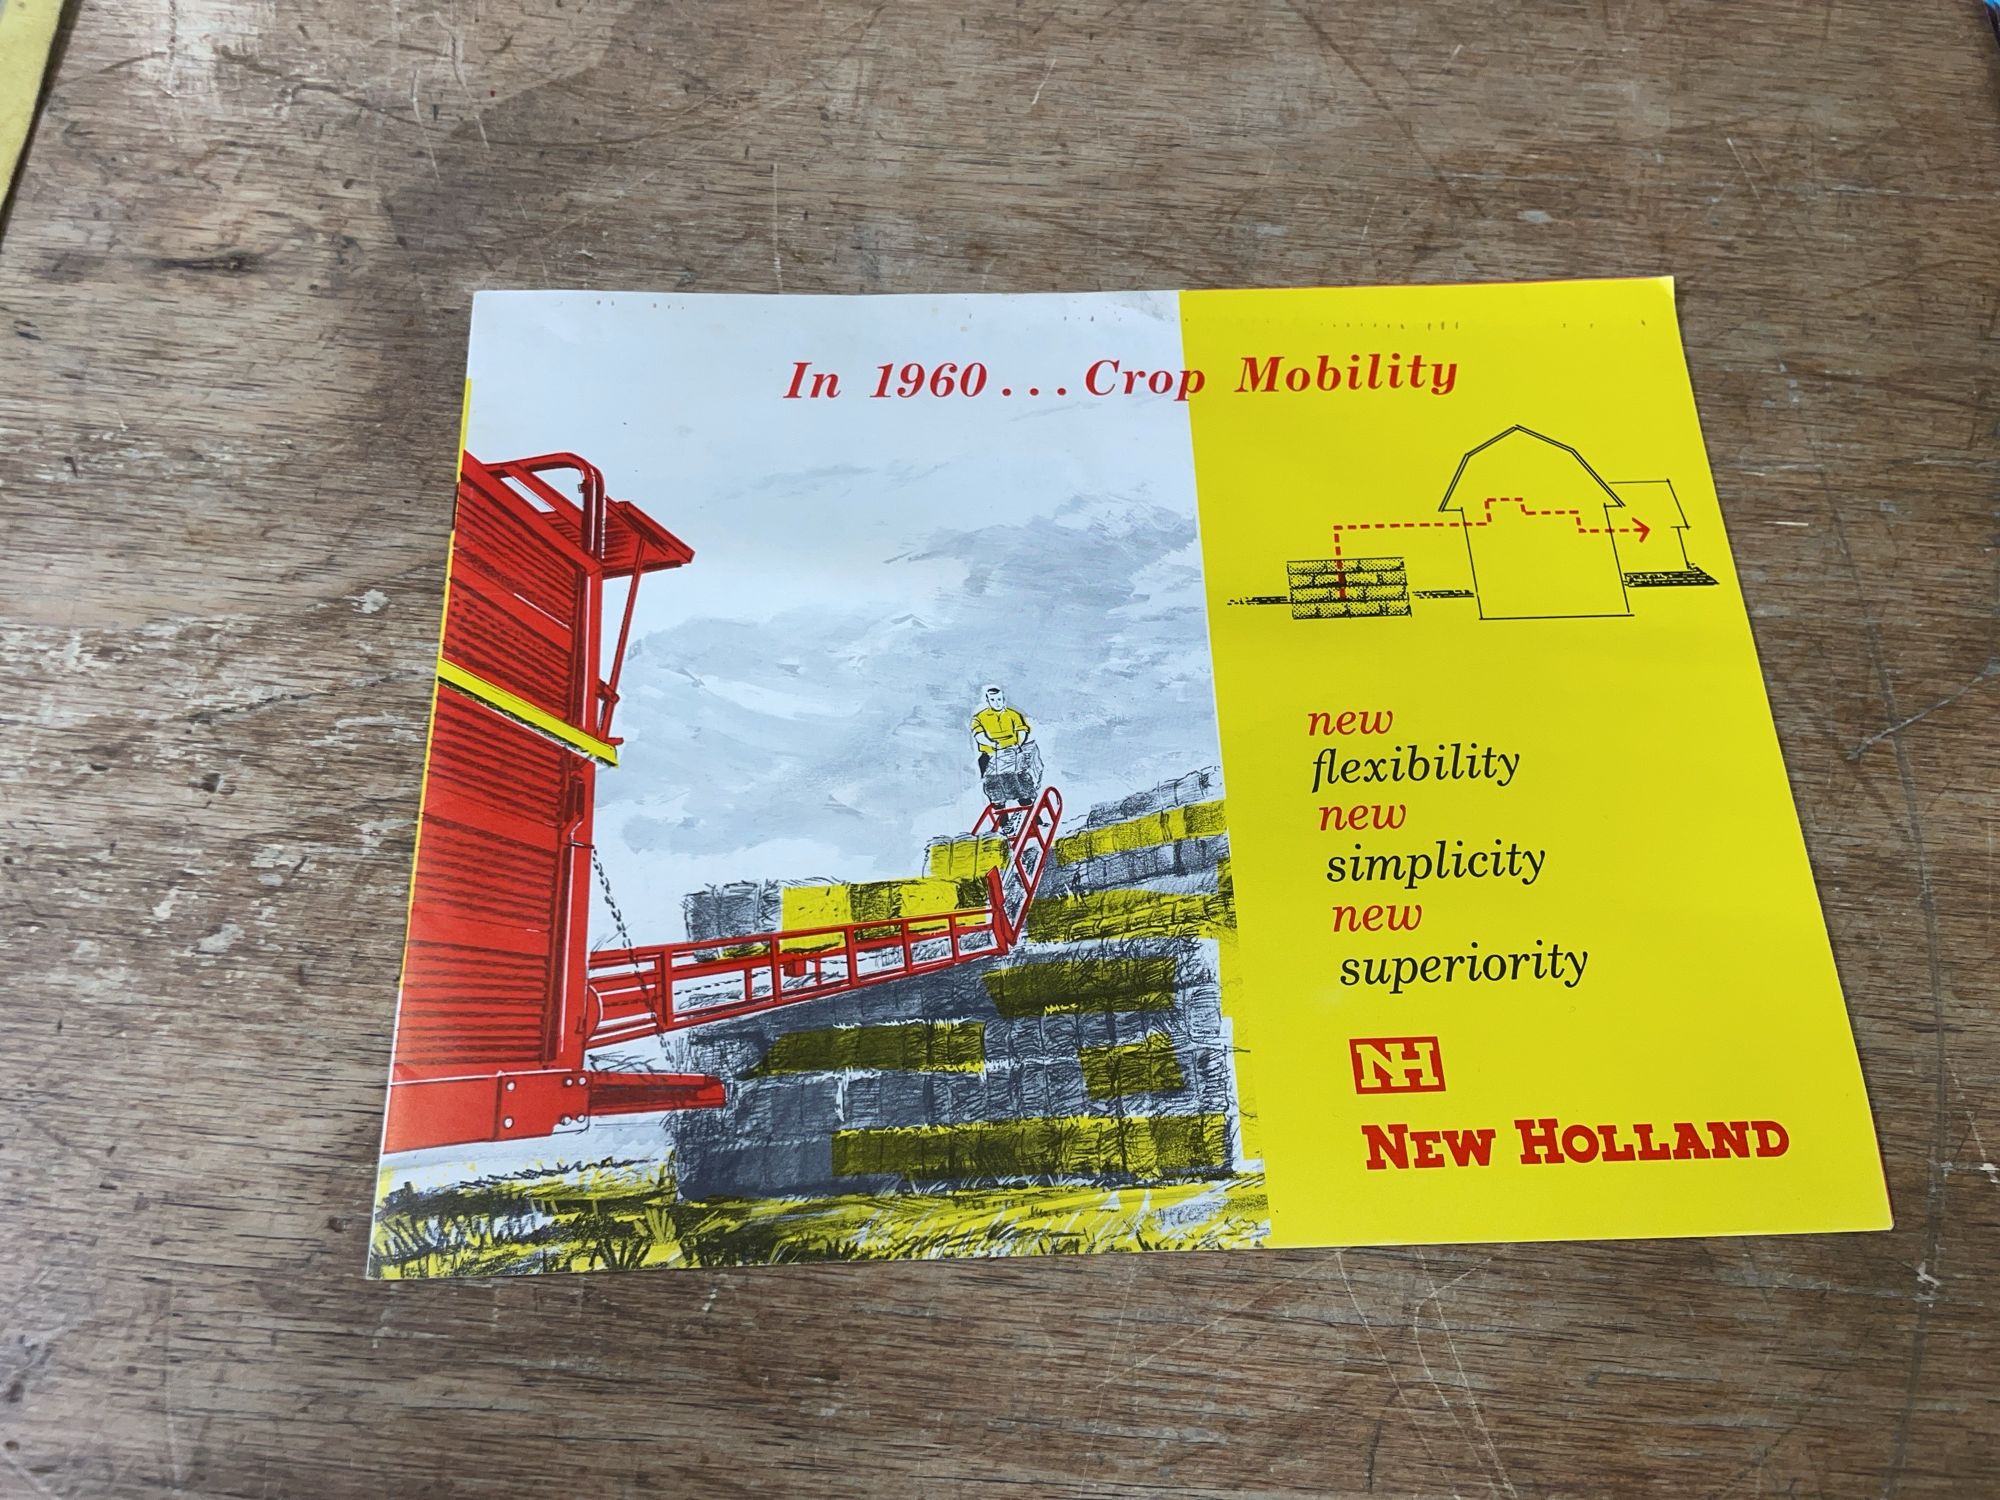 In 1960... Crop Mobility
new
flexibility
new
simplicity
new
superiority
NH
NEW HOLLAND